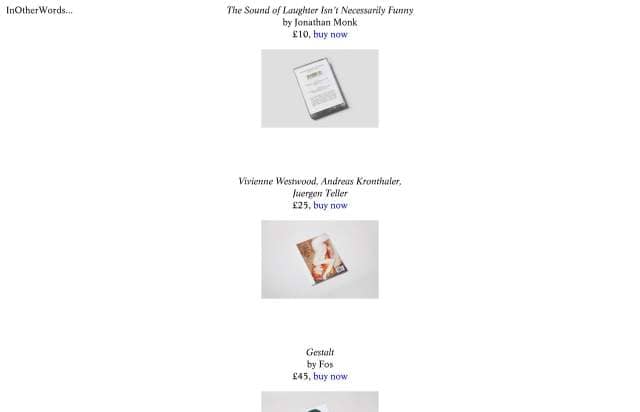 InOtherWords...
The Sound of Laughter Isn't Necessarily Funny
by Jonathan Monk
£10, buy now
Vivienne Westwood, Andreas Kronthaler,
Juergen Teller
£25, buy now
Gestalt
by Fos
£45, buy now